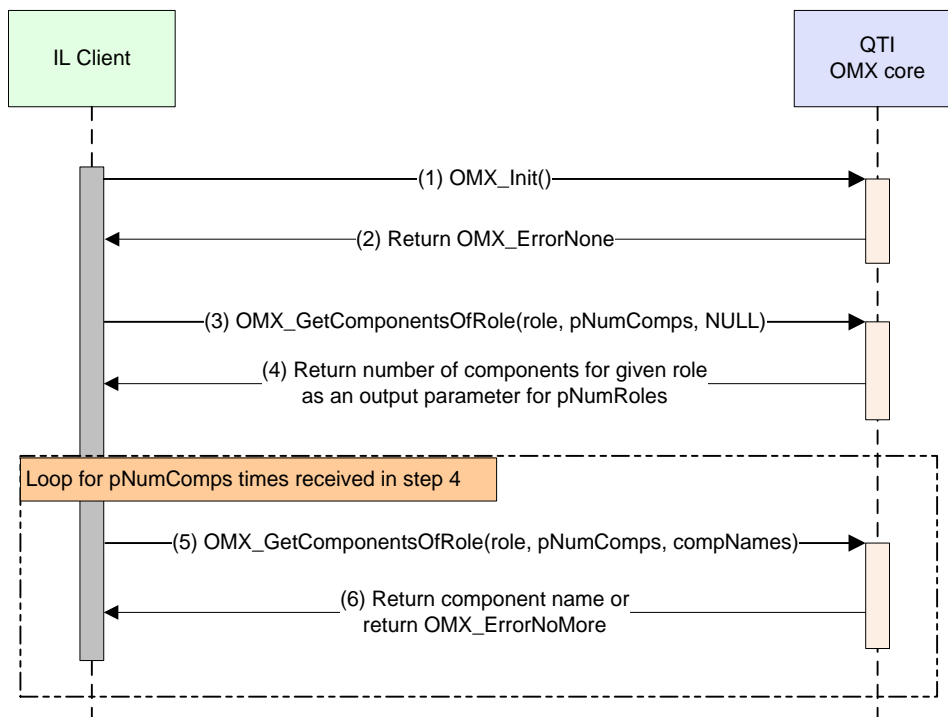 IL Client
QTI
OMX core
(1) OMX_Init()
(2) Return OMX_ErrorNone
(3) OMX_GetComponentsOfRole(role, pNumComps, NULL)
(4) Return number of components for given role
as an output parameter for pNumRoles
Loop for pNumComps times received in step 4
(5) OMX_GetComponentsOfRole(role, pNumComps, compNames)
(6) Return component name or
return OMX_ErrorNoMore